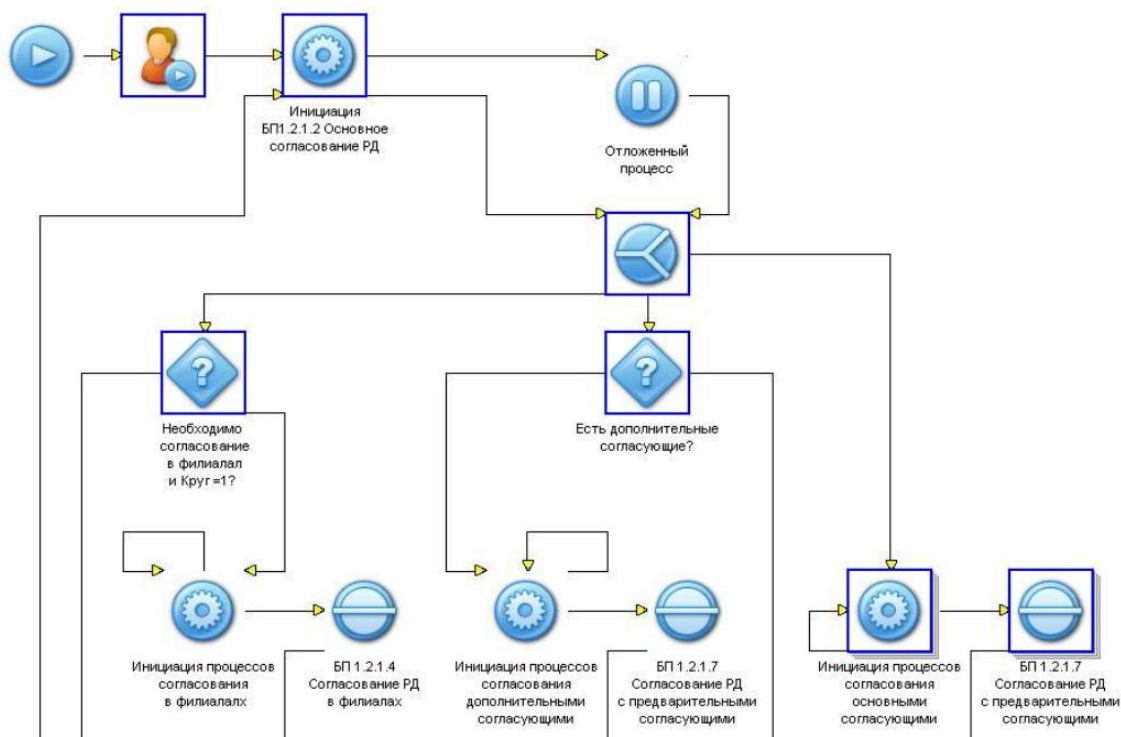 Инициация
БП1.2.1.2 Основное
согласование РД
Отложенный
процесс
Необходимо
согласование
в филиалал
и Круг =1?
Есть дополнительные
согласующие?
Инициация процессов
согласования
в филиалалх
БП 1.2.1.4
Согласование РД
в филиалах
Инициация процессов
согласования
дополнительными
согласующими
БП 1.2.1.7
Согласование РД
с предварительными
согласующими
Инициация процессов
согласования
основными
согласующими
БП 1.2.1.7
Согласование РД
с предварительными
согласующими